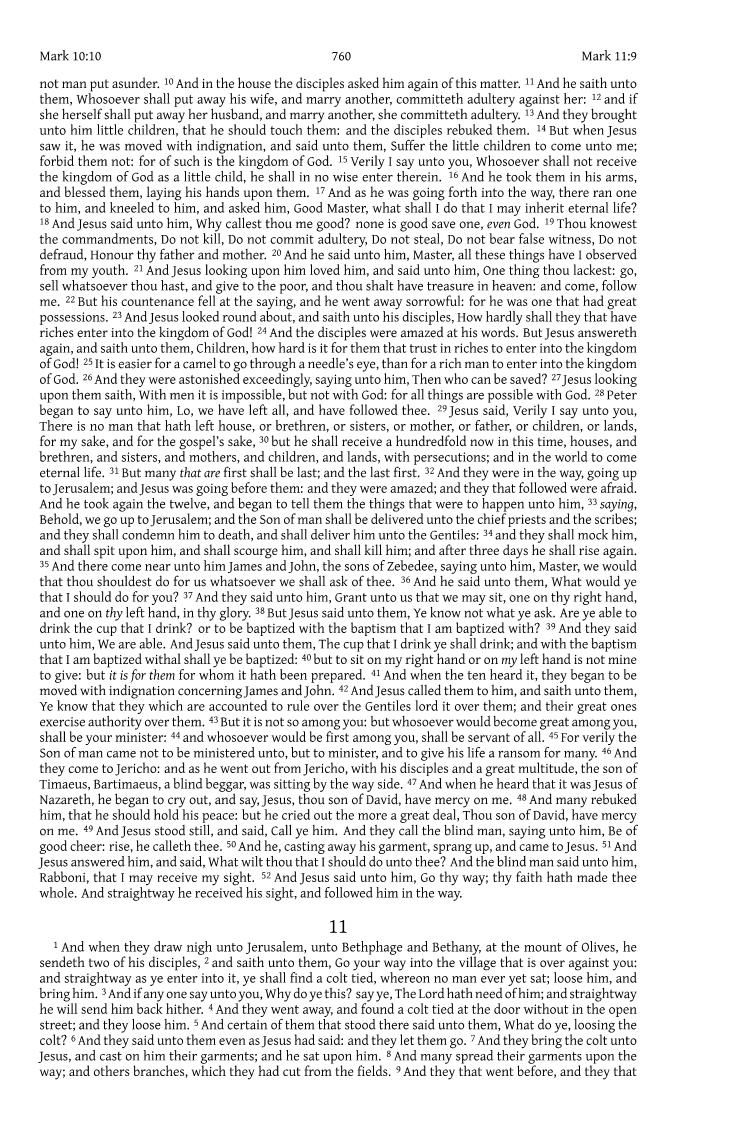 Mark 10:10 760 Mark 11:9
not man put asunder. 10 And in the house the disciples asked him again of this matter. 11 And he saith unto
them, Whosoever shall put away his wife, and marry another, committeth adultery against her: 12 and if
she herself shall put away her husband, and marry another, she committeth adultery. 13 And they brought
unto him little children, that he should touch them: and the disciples rebuked them. 14 But when Jesus
saw it, he was moved with indignation, and said unto them, Suffer the little children to come unto me;
forbid them not: for of such is the kingdom of God. 15 Verily I say unto you, Whosoever shall not receive
the kingdom of God as a little child, he shall in no wise enter therein. 16 And he took them in his arms,
and blessed them, laying his hands upon them. 17 And as he was going forth into the way, there ran one
to him, and kneeled to him, and asked him, Good Master, what shall I do that I may inherit eternal life?
18 And Jesus said unto him, Why callest thou me good? none is good save one, even God. 19 Thou knowest
the commandments, Do not kill, Do not commit adultery, Do not steal, Do not bear false witness, Do not
defraud, Honour thy father and mother. 20 And he said unto him, Master, all these things have I observed
from my youth. 21 And Jesus looking upon him loved him, and said unto him, One thing thou lackest: go,
sell whatsoever thou hast, and give to the poor, and thou shalt have treasure in heaven: and come, follow
me. 22 But his countenance fell at the saying, and he went away sorrowful: for he was one that had great
possessions. 23 And Jesus looked round about, and saith unto his disciples, How hardly shall they that have
riches enter into the kingdom of God! 24 And the disciples were amazed at his words. But Jesus answereth
again, and saith unto them, Children, how hard is it for them that trust in riches to enter into the kingdom
of God! 25 It is easier for a camel to go through a needle's eye, than for a rich man to enter into the kingdom
of God. 26 And they were astonished exceedingly, saying unto him, Then who can be saved? 27 Jesus looking
upon them saith, With men it is impossible, but not with God: for all things are possible with God. 28 Peter
began to say unto him, Lo, we have left all, and have followed thee. 29 Jesus said, Verily I say unto you,
There is no man that hath left house, or brethren, or sisters, or mother, or father, or children, or lands,
for my sake, and for the gospel's sake, 30 but he shall receive a hundredfold now in this time, houses, and
brethren, and sisters, and mothers, and children, and lands, with persecutions; and in the world to come
eternal life. 31 But many that are first shall be last; and the last first. 32 And they were in the way, going up
to Jerusalem; and Jesus was going before them: and they were amazed; and they that followed were afraid.
And he took again the twelve, and began to tell them the things that were to happen unto him, 33 saying,
Behold, we go up to Jerusalem; and the Son of man shall be delivered unto the chief priests and the scribes;
and they shall condemn him to death, and shall deliver him unto the Gentiles: 34 and they shall mock him,
and shall spit upon him, and shall scourge him, and shall kill him; and after three days he shall rise again.
35 And there come near unto him James and John, the sons of Zebedee, saying unto him, Master, we would
that thou shouldest do for us whatsoever we shall ask of thee. 36 And he said unto them, What would ye
that I should do for you? 37 And they said unto him, Grant unto us that we may sit, one on thy right hand,
and one on thy left hand, in thy glory. 38 But Jesus said unto them, Ye know not what ye ask. Are ye able to
drink the cup that I drink? or to be baptized with the baptism that I am baptized with? 39 And they said
unto him, We are able. And Jesus said unto them, The cup that I drink ye shall drink; and with the baptism
that I am baptized withal shall ye be baptized: 40 but to sit on my right hand or on my left hand is not mine
to give: but it is for them for whom it hath been prepared. 41 And when the ten heard it, they began to be
moved with indignation concerning James and John. 42 And Jesus called them to him, and saith unto them,
Ye know that they which are accounted to rule over the Gentiles lord it over them; and their great ones
exercise authority over them. 43 But it is not so among you: but whosoever would become great among you,
shall be your minister: 44 and whosoever would be first among you, shall be servant of all. 45 For verily the
Son of man came not to be ministered unto, but to minister, and to give his life a ransom for many. 46 And
they come to Jericho: and as he went out from Jericho, with his disciples and a great multitude, the son of
Timaeus, Bartimaeus, a blind beggar, was sitting by the way side. 47 And when he heard that it was Jesus of
Nazareth, he began to cry out, and say, Jesus, thou son of David, have mercy on me. 48 And many rebuked
him, that he should hold his peace: but he cried out the more a great deal, Thou son of David, have mercy
on me. 49 And Jesus stood still, and said, Call ye him. And they call the blind man, saying unto him, Be of
good cheer: rise, he calleth thee. 50 And he, casting away his garment, sprang up, and came to Jesus. 51 And
Jesus answered him, and said, What wilt thou that I should do unto thee? And the blind man said unto him,
Rabboni, that I may receive my sight. 52 And Jesus said unto him, Go thy way; thy faith hath made thee
whole. And straightway he received his sight, and followed him in the way.
11
1 And when they draw nigh unto Jerusalem, unto Bethphage and Bethany, at the mount of Olives, he
sendeth two of his disciples, 2 and saith unto them, Go your way into the village that is over against you:
and straightway as ye enter into it, ye shall find a colt tied, whereon no man ever yet sat; loose him, and
bring him. 3 And if any one say unto you, Why do ye this? say ye, The Lord hath need of him; and straightway
he will send him back hither. 4 And they went away, and found a colt tied at the door without in the open
street; and they loose him. 5 And certain of them that stood there said unto them, What do ye, loosing the
colt? 6 And they said unto them even as Jesus had said: and they let them go. 7 And they bring the colt unto
Jesus, and cast on him their garments; and he sat upon him. 8 And many spread their garments upon the
way; and others branches, which they had cut from the fields. 9 And they that went before, and they that